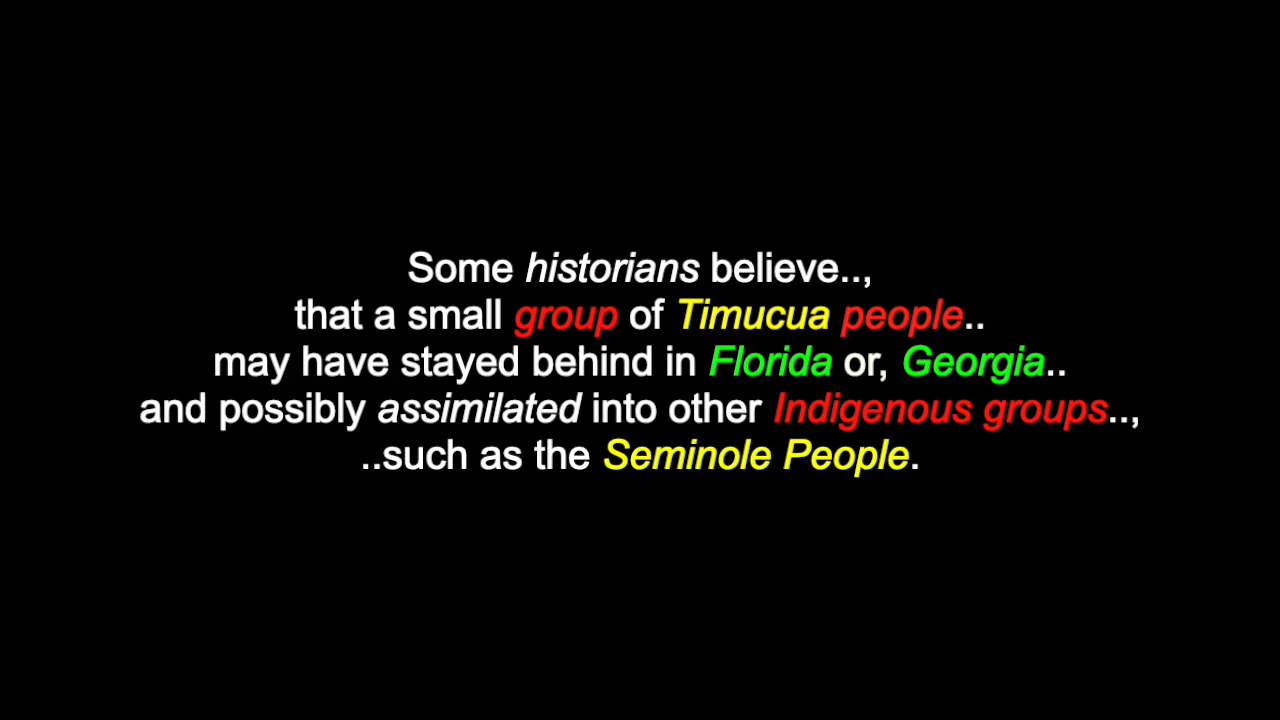 Some historians believe..,
that a small group of Timucua people..
may have stayed behind in Florida or, Georgia..
and possibly assimilated into other Indigenous groups..,
..such as the Seminole People.